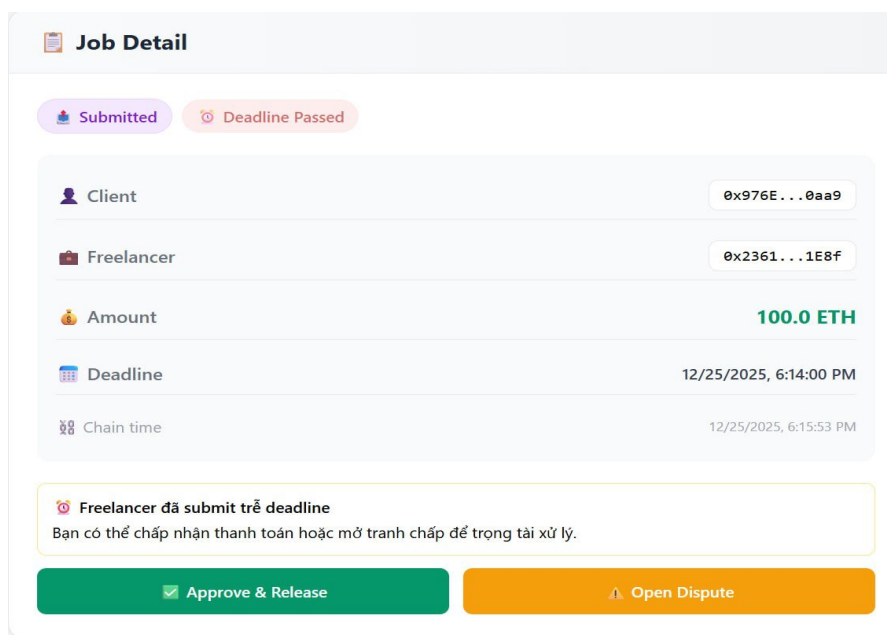 Job Detail
Submitted
Deadline Passed
Client
0x976E...0aa9
Freelancer
0x2361...1E8f
Amount
100.0 ETH
Deadline
12/25/2025, 6:14:00 PM
Chain time
12/25/2025, 6:15:53 PM
Freelancer đã submit trễ deadline
Bạn có thể chấp nhận thanh toán hoặc mở tranh chấp để trọng tài xử lý.
Approve & Release
Open Dispute